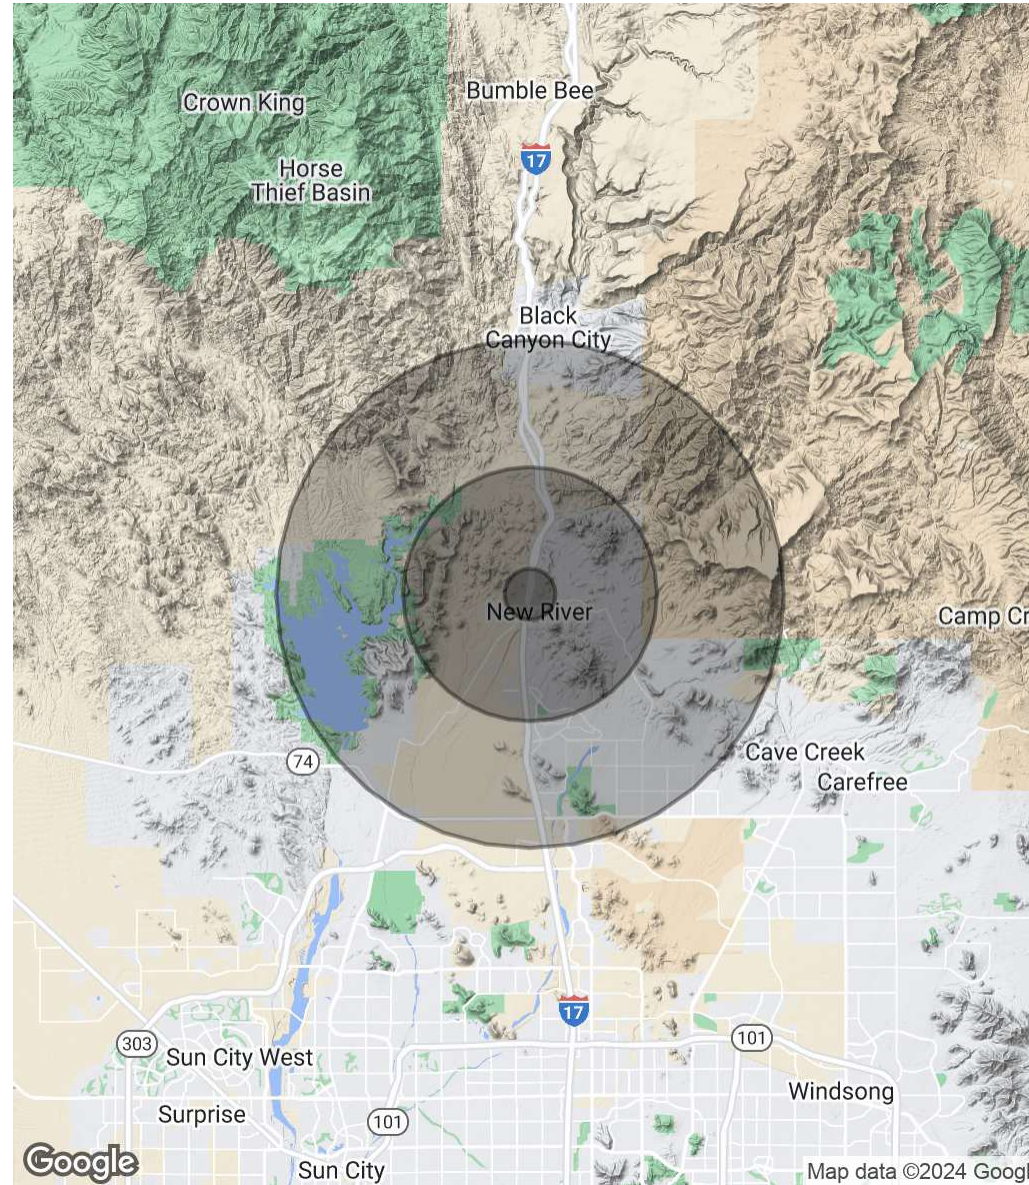 Crown King
Bumble Bee
17
Horse
Thief Basin
Black
Canyon City
New River
Camp Cr
74
Cave Creek
Carefree
17
303
101
Sun City West
Windsong
Surprise
101
Sun City
Google
Map data ©2024 Googl